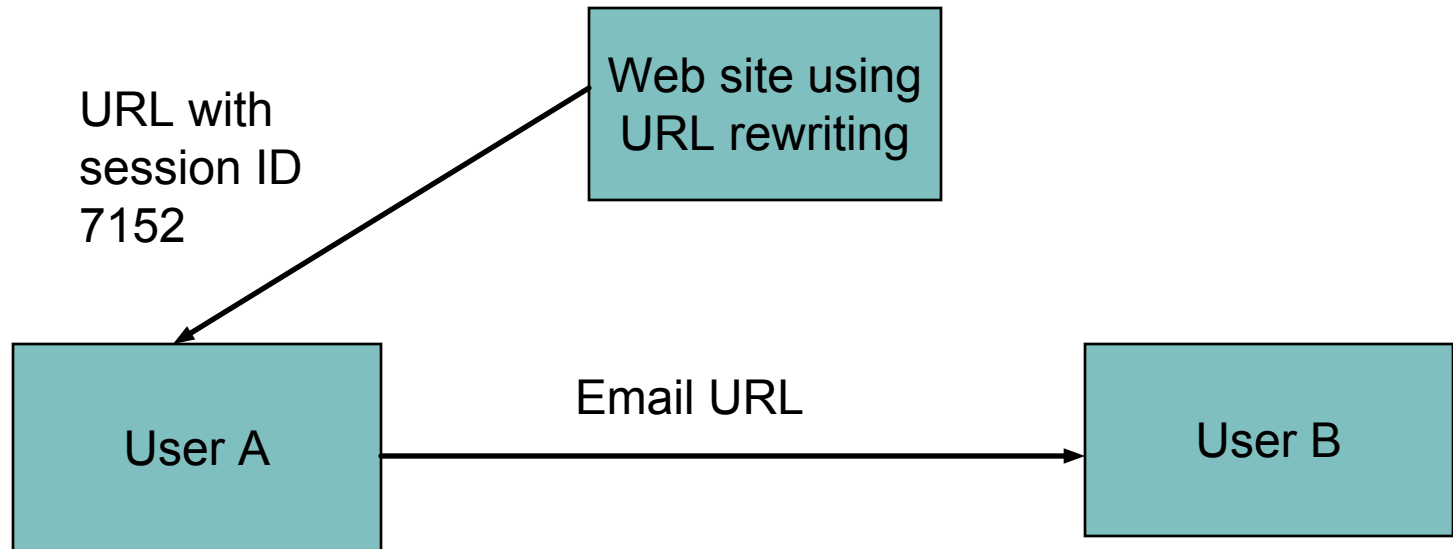 Web site using
URL rewriting
URL with
session ID
7152
Email URL
User A
User B